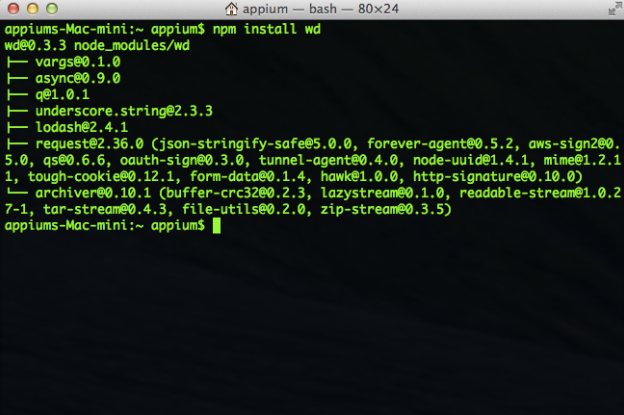 appium — bash — 80×24
appiums-Mac-mini:~ appium$ npm install wd
wd@0.3.3 node_modules/wd
├── vargs@0.1.0
├── async@0.9.0
├── q@1.0.1
├── underscore.string@2.3.3
├── lodash@2.4.1
├── request@2.36.0 (json-stringify-safe@5.0.0, forever-agent@0.5.2, aws-sign2@0.
5.0, qs@0.6.6, oauth-sign@0.3.0, tunnel-agent@0.4.0, node-uuid@1.4.1, mime@1.2.1
1, tough-cookie@0.12.1, form-data@0.1.4, hawk@1.0.0, http-signature@0.10.0)
└── archiver@0.10.1 (buffer-crc32@0.2.3, lazystream@0.1.0, readable-stream@1.0.2
7-1, tar-stream@0.4.3, file-utils@0.2.0, zip-stream@0.3.5)
appiums-Mac-mini:~ appium$